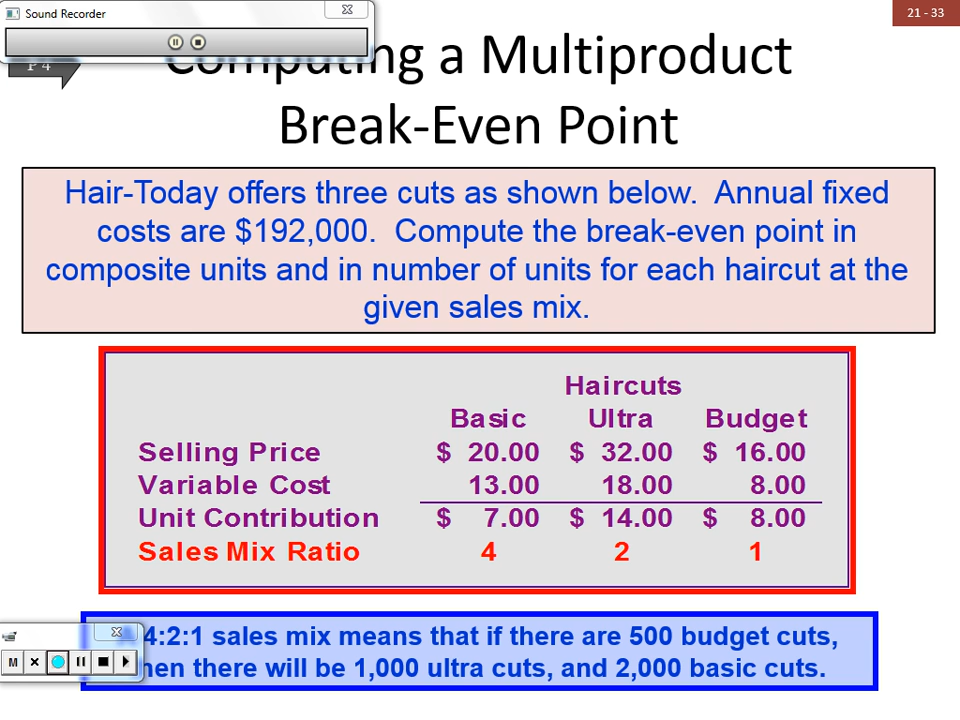 Sound Recorder
21 - 33
P 4
Computing a Multiproduct
Break-Even Point
Hair-Today offers three cuts as shown below. Annual fixed
costs are $192,000. Compute the break-even point in
composite units and in number of units for each haircut at the
given sales mix.
Haircuts
Basic Ultra Budget
Selling Price $ 20.00 $ 32.00 $ 16.00
Variable Cost 13.00 18.00 8.00
Unit Contribution $ 7.00 $ 14.00 $ 8.00
Sales Mix Ratio 4 2 1
4:2:1 sales mix means that if there are 500 budget cuts,
then there will be 1,000 ultra cuts, and 2,000 basic cuts.
M